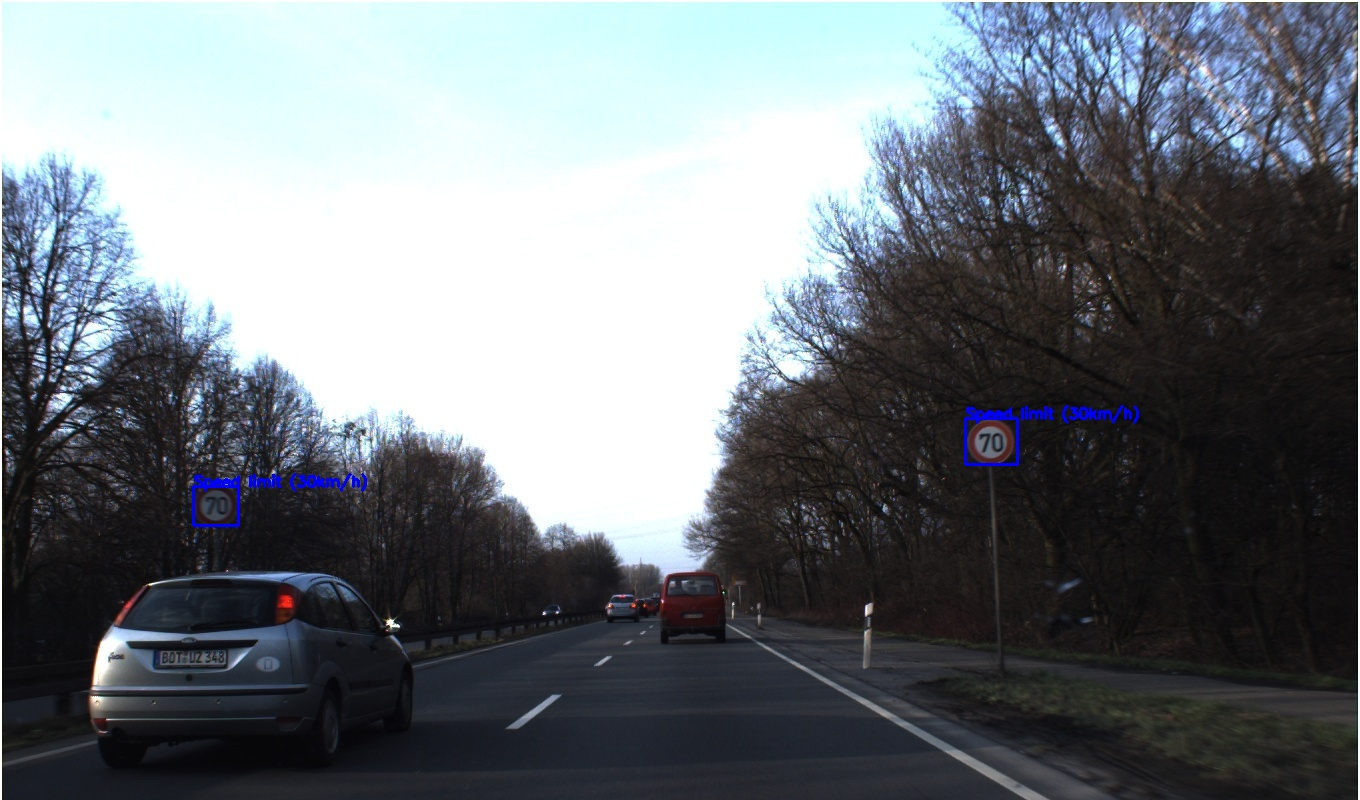 Speed limit (30km/h)
70
Speed limit (30km/h)
70
BOT UZ 348